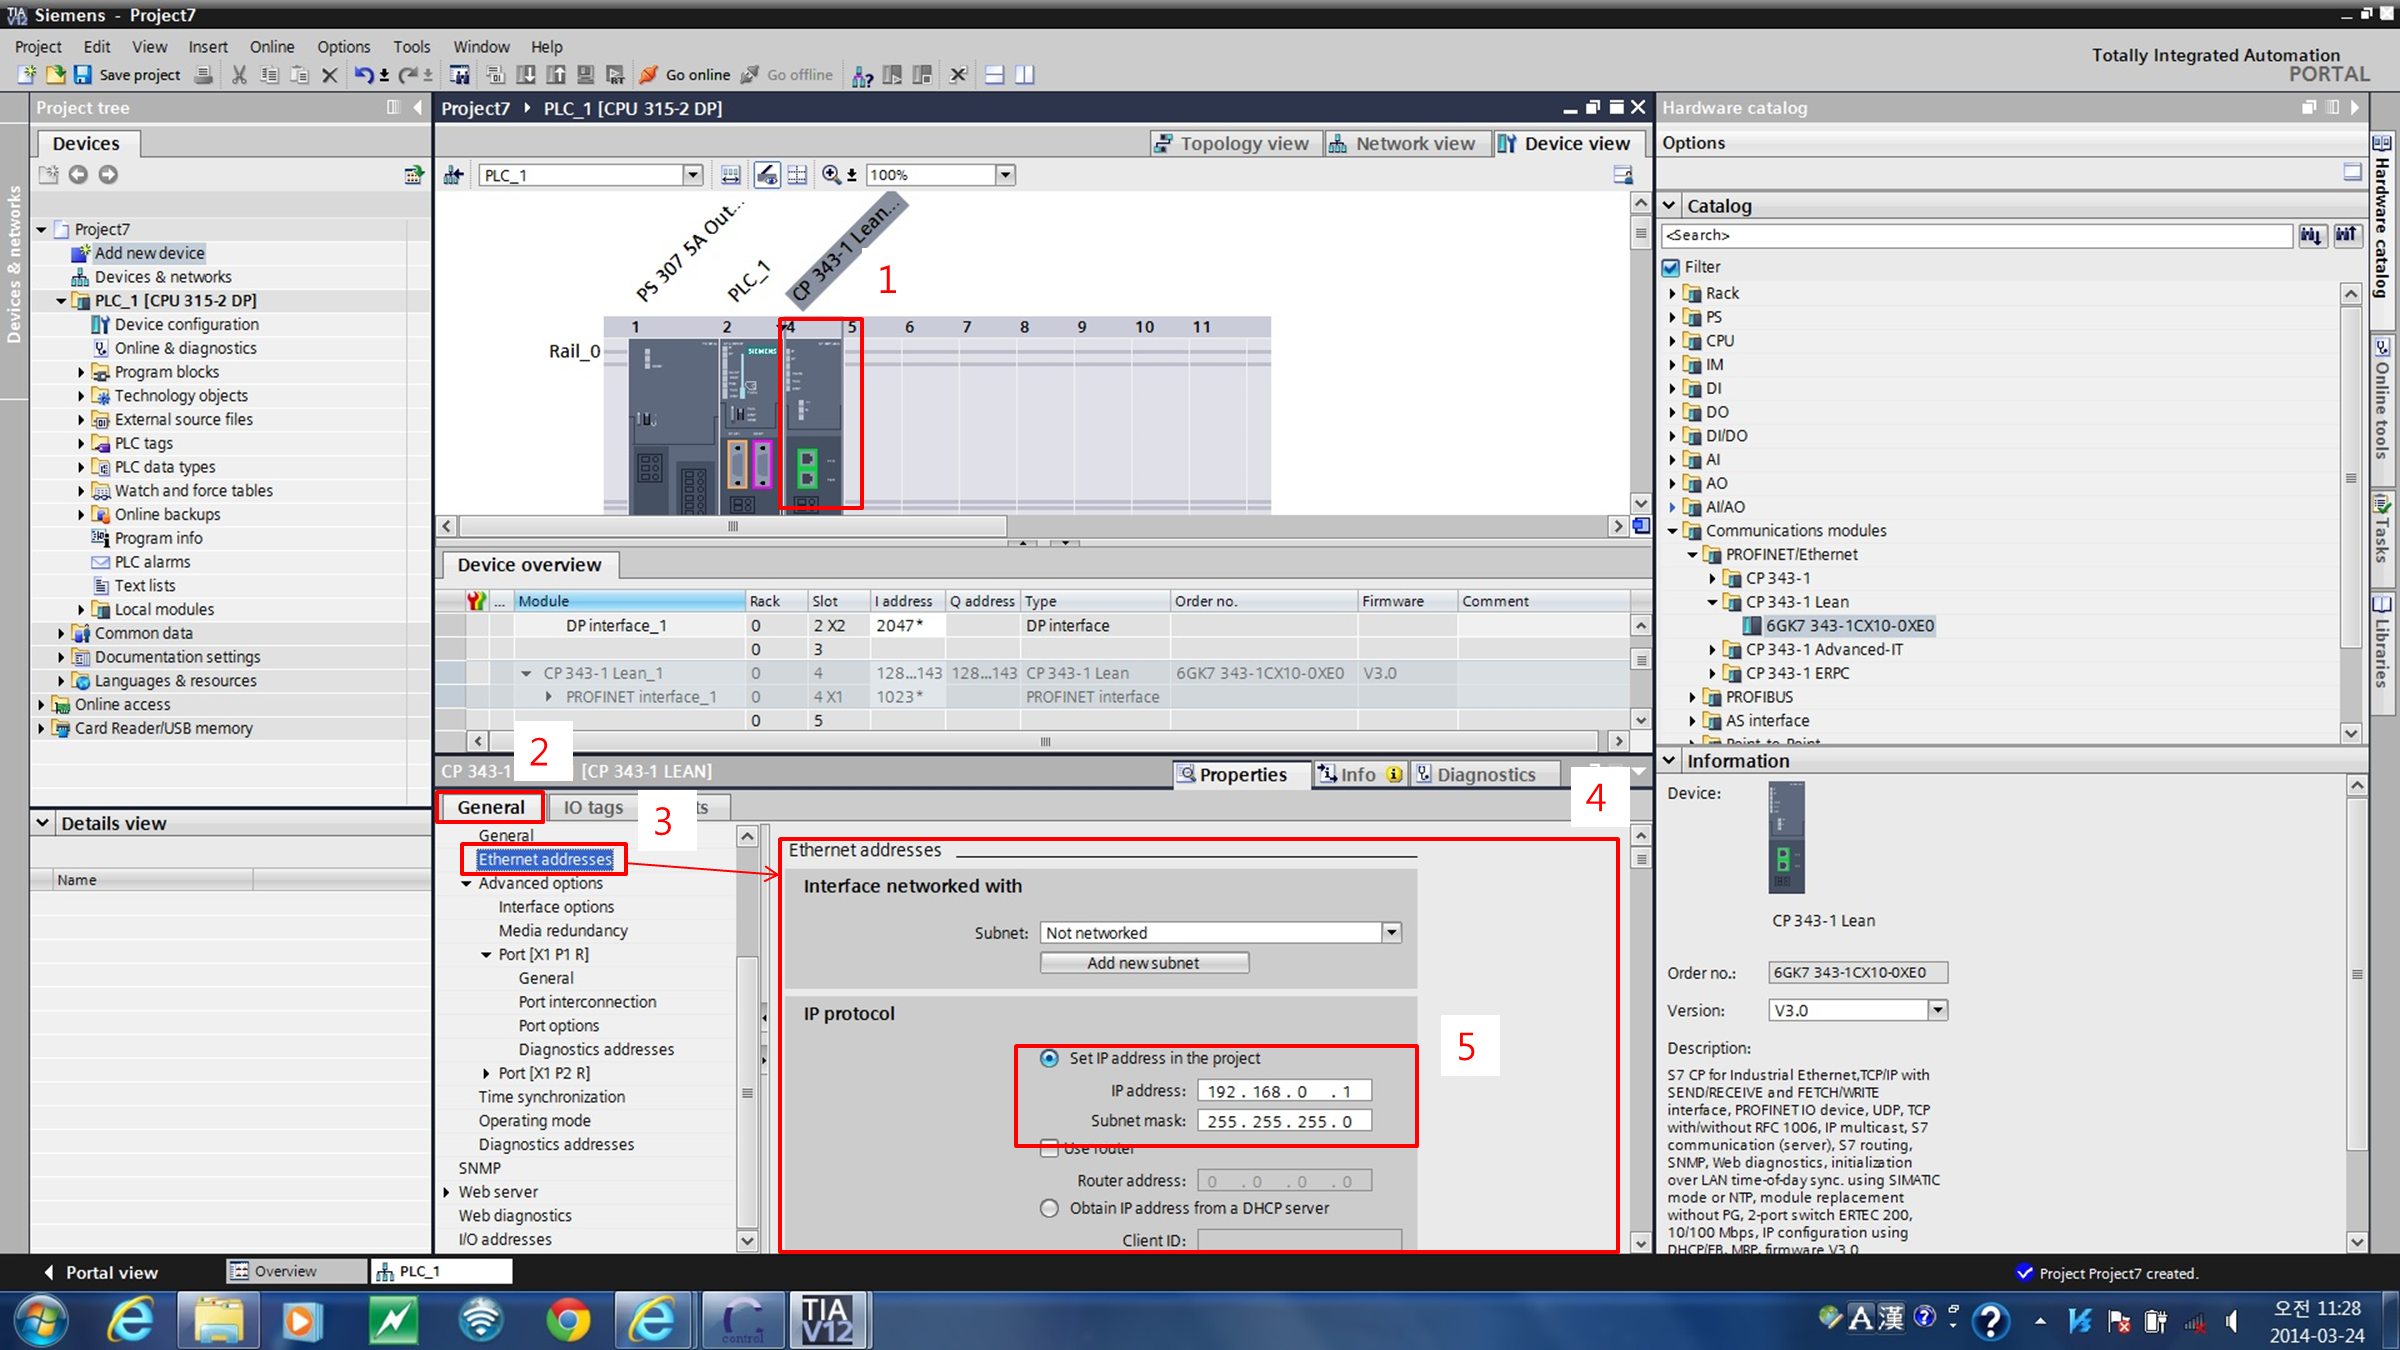 Siemens - Project7
Project Edit View Insert Online Options Tools Window Help
Totally Integrated Automation
PORTAL
Save project Go online Go offline
Project tree
Devices
Devices & networks
Project7
Add new device
Devices & networks
PLC_1 [CPU 315-2 DP]
Device configuration
Online & diagnostics
Program blocks
Technology objects
External source files
PLC tags
PLC data types
Watch and force tables
Online backups
Program info
PLC alarms
Text lists
Local modules
Common data
Documentation settings
Languages & resources
Online access
Card Reader/USB memory
Details view
Name
Project7 PLC_1 [CPU 315-2 DP]
Topology view Network view Device view
PLC_1 100%
PS 307 5A Out...
PLC_1
CP 343-1 Lean...
1
1 2 4 5 6 7 8 9 10 11
Rail_0
SIEMENS
Device overview
... Module Rack Slot I address Q address Type Order no. Firmware Comment
DP interface_1 0 2 X2 2047* DP interface
0 3
CP 343-1 Lean_1 0 4 128...143 128...143 CP 343-1 Lean 6GK7 343-1CX10-0XE0 V3.0
PROFINET interface_1 0 4 X1 1023* PROFINET interface
0 5
2
CP 343-1 [CP 343-1 LEAN]
Properties Info Diagnostics
4
General IO tags ts
3
General
Ethernet addresses
Advanced options
Interface options
Media redundancy
Port [X1 P1 R]
General
Port interconnection
Port options
Diagnostics addresses
Port [X1 P2 R]
Time synchronization
Operating mode
Diagnostics addresses
SNMP
Web server
Web diagnostics
I/O addresses
Ethernet addresses
Interface networked with
Subnet: Not networked
Add new subnet
IP protocol
5
Set IP address in the project
IP address: 192 . 168 . 0 . 1
Subnet mask: 255 . 255 . 255 . 0
Use router
Router address: 0 . 0 . 0 . 0
Obtain IP address from a DHCP server
Client ID:
Hardware catalog
Options
Catalog
<Search>
Filter
Rack
PS
CPU
IM
DI
DO
DI/DO
AI
AO
AI/AO
Communications modules
PROFINET/Ethernet
CP 343-1
CP 343-1 Lean
6GK7 343-1CX10-0XE0
CP 343-1 Advanced-IT
CP 343-1 ERPC
PROFIBUS
AS interface
Point-to-Point
Information
Device:
CP 343-1 Lean
Order no.: 6GK7 343-1CX10-0XE0
Version: V3.0
Description:
S7 CP for Industrial Ethernet,TCP/IP with
SEND/RECEIVE and FETCH/WRITE
interface, PROFINET IO device, UDP, TCP
with/without RFC 1006, IP multicast, S7
communication (server), S7 routing,
SNMP, Web diagnostics, initialization
over LAN time-of-day sync. using SIMATIC
mode or NTP, module replacement
without PG, 2-port switch ERTEC 200,
10/100 Mbps, IP configuration using
DHCP/FB, MRP, firmware V3.0
Hardware catalog
Online tools
Tasks
Libraries
Portal view Overview PLC_1
Project Project7 created.
control
TIA V12
A 漢
오전 11:28
2014-03-24